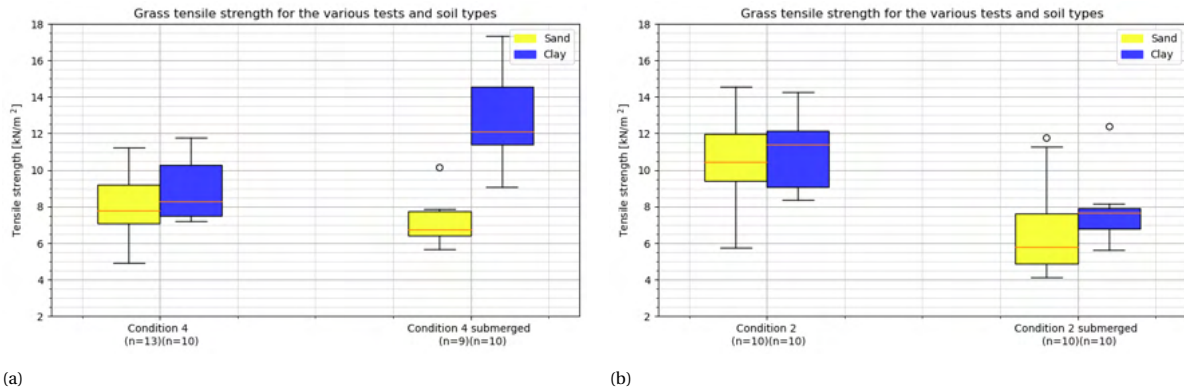 Grass tensile strength for the various tests and soil types
Sand
Clay
Tensile strength [kN/m ²]
18
16
14
12
10
8
6
4
2
Condition 4
(n=13)(n=10)
Condition 4 submerged
(n=9)(n=10)
(a)
Grass tensile strength for the various tests and soil types
Sand
Clay
Tensile strength [kN/m ²]
18
16
14
12
10
8
6
4
2
Condition 2
(n=10)(n=10)
Condition 2 submerged
(n=10)(n=10)
(b)